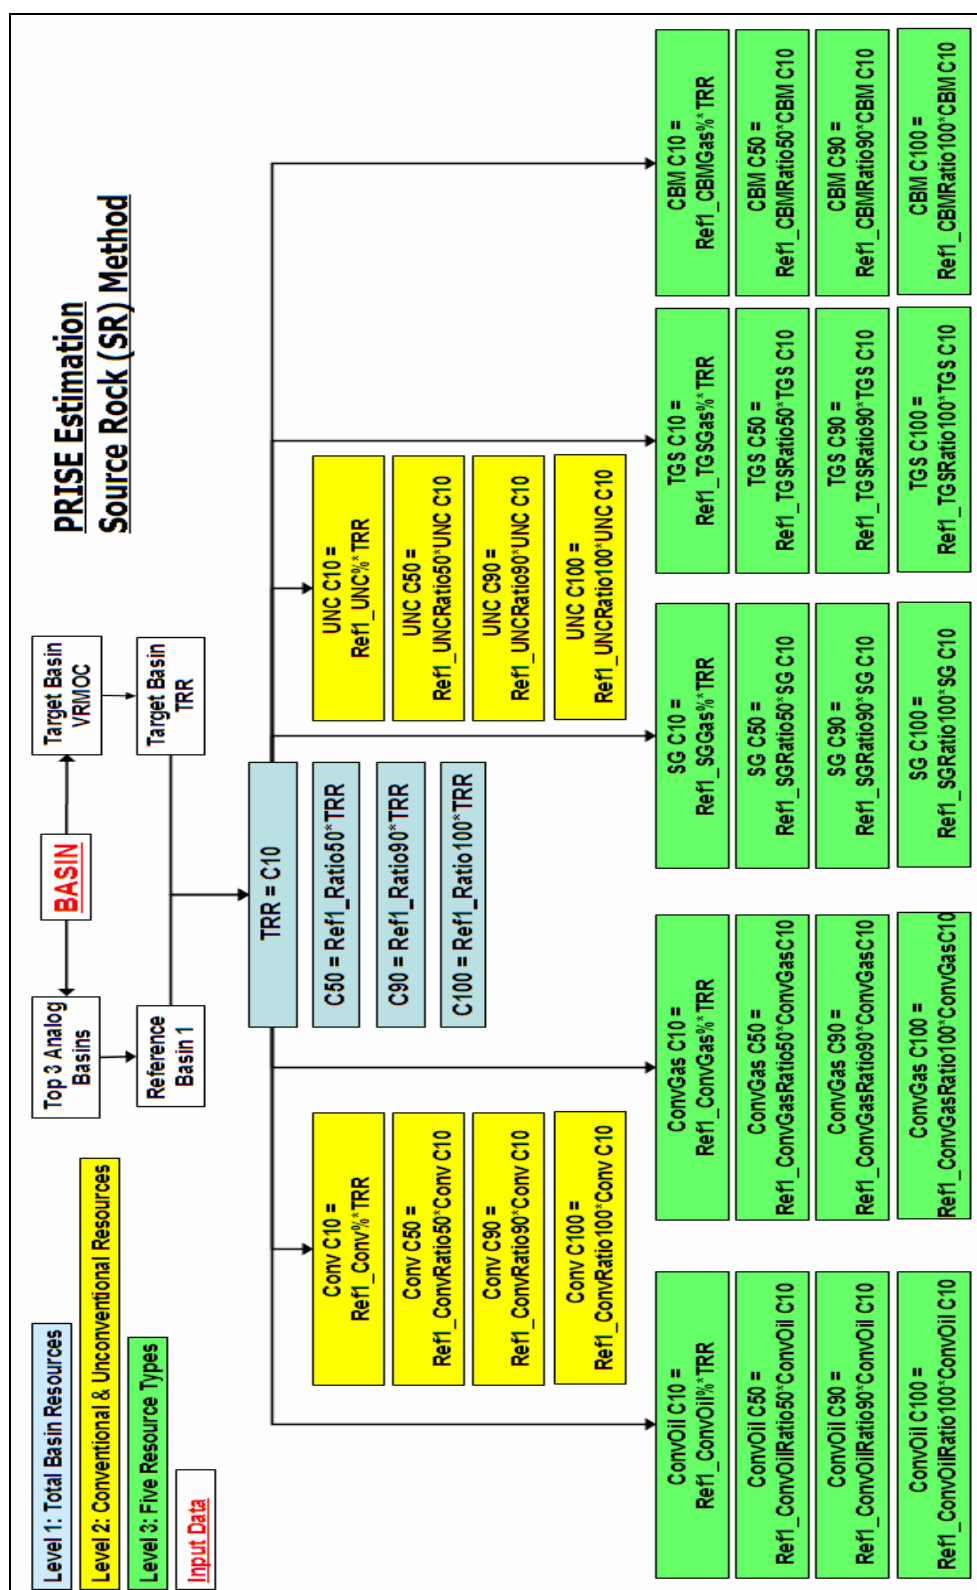 PRISE Estimation
Source Rock (SR) Method
Level 1: Total Basin Resources
Level 2: Conventional & Unconventional Resources
Level 3: Five Resource Types
Input Data
BASIN
Top 3 Analog
Basins
Target Basin
VRMOC
Reference
Basin 1
Target Basin
TRR
TRR = C10
C50 = Ref1_Ratio50*TRR
C90 = Ref1_Ratio90*TRR
C100 = Ref1_Ratio100*TRR
Conv C10 =
Ref1_Conv%*TRR
Conv C50 =
Ref1_ConvRatio50*Conv C10
Conv C90 =
Ref1_ConvRatio90*Conv C10
Conv C100 =
Ref1_ConvRatio100*Conv C10
UNC C10 =
Ref1_UNC%*TRR
UNC C50 =
Ref1_UNCRatio50*UNC C10
UNC C90 =
Ref1_UNCRatio90*UNC C10
UNC C100 =
Ref1_UNCRatio100*UNC C10
ConvOil C10 =
Ref1_ConvOil%*TRR
ConvOil C50 =
Ref1_ConvOilRatio50*ConvOil C10
ConvOil C90 =
Ref1_ConvOilRatio90*ConvOil C10
ConvOil C100 =
Ref1_ConvOilRatio100*ConvOil C10
ConvGas C10 =
Ref1_ConvGas%*TRR
ConvGas C50 =
Ref1_ConvGasRatio50*ConvGasC10
ConvGas C90 =
Ref1_ConvGasRatio90*ConvGasC10
ConvGas C100 =
Ref1_ConvGasRatio100*ConvGasC10
SG C10 =
Ref1_SGGas%*TRR
SG C50 =
Ref1_SGRatio50*SG C10
SG C90 =
Ref1_SGRatio90*SG C10
SG C100 =
Ref1_SGRatio100*SG C10
TGS C10 =
Ref1_TGSGas%*TRR
TGS C50 =
Ref1_TGSRatio50*TGS C10
TGS C90 =
Ref1_TGSRatio90*TGS C10
TGS C100 =
Ref1_TGSRatio100*TGS C10
CBM C10 =
Ref1_CBMGas%*TRR
CBM C50 =
Ref1_CBMRatio50*CBM C10
CBM C90 =
Ref1_CBMRatio90*CBM C10
CBM C100 =
Ref1_CBMRatio100*CBM C10